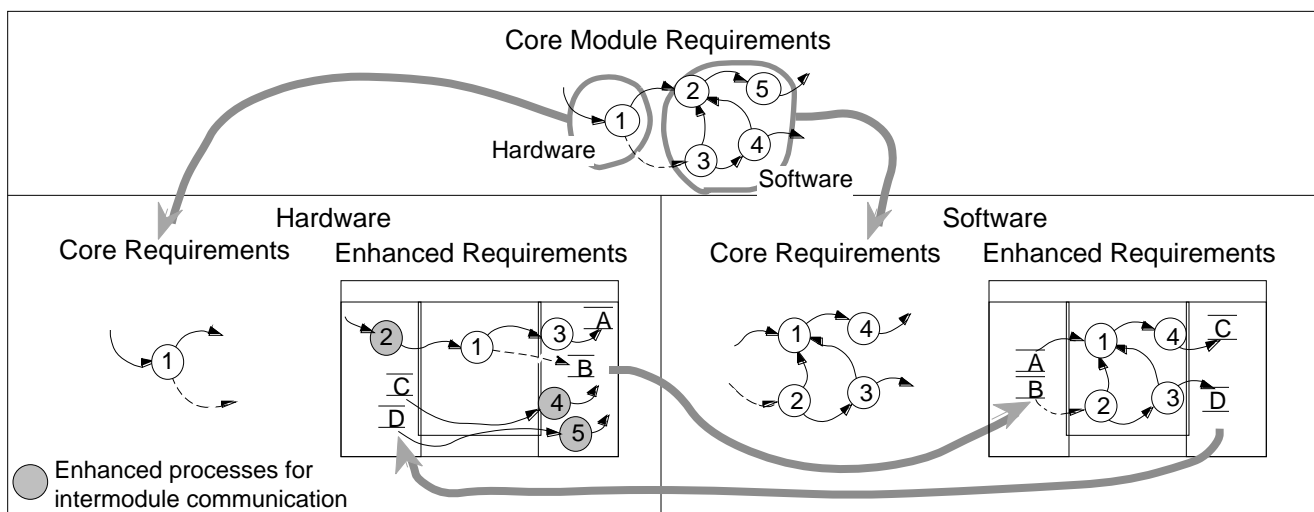 Core Module Requirements
2
5
1
4
3
Hardware
Software
Hardware
Core Requirements
Enhanced Requirements
1
2
1
3
A
B
C
4
D
5
Enhanced processes for
intermodule communication
Software
Core Requirements
Enhanced Requirements
1
4
2
3
A
B
1
4
C
2
3
D